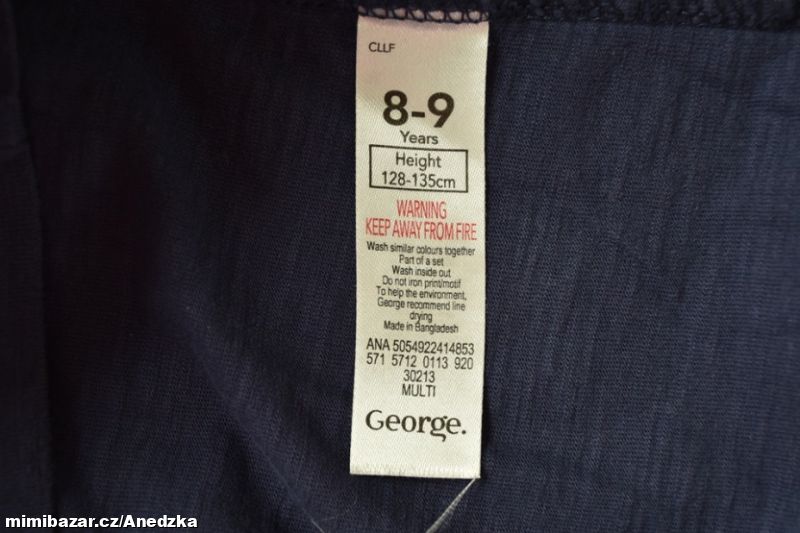 CLLF
8-9
Years
Height
128-135cm
WARNING
KEEP AWAY FROM FIRE
Wash similar colours together
Part of a set
Wash inside out
Do not iron print/motif
To help the environment,
George recommend line
drying
Made in Bangladesh
ANA 5054922414853
571 5712 0113 920
30213
MULTI
George.
mimibazar.cz/Anedzka